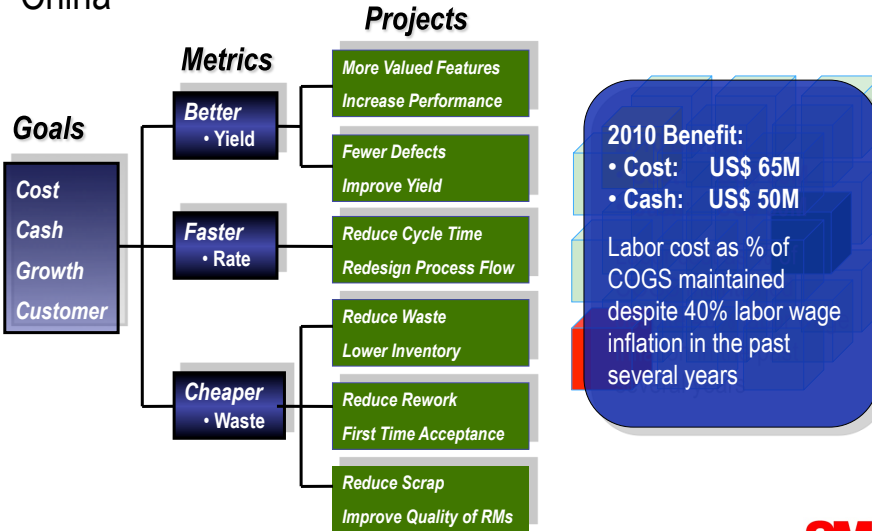 China
Projects
Metrics
Goals
Cost
Cash
Growth
Customer
Better
• Yield
Faster
• Rate
Cheaper
• Waste
More Valued Features
Increase Performance
Fewer Defects
Improve Yield
Reduce Cycle Time
Redesign Process Flow
Reduce Waste
Lower Inventory
Reduce Rework
First Time Acceptance
Reduce Scrap
Improve Quality of RMs
2010 Benefit:
• Cost: US$ 65M
• Cash: US$ 50M
Labor cost as % of
COGS maintained
despite 40% labor wage
inflation in the past
several years